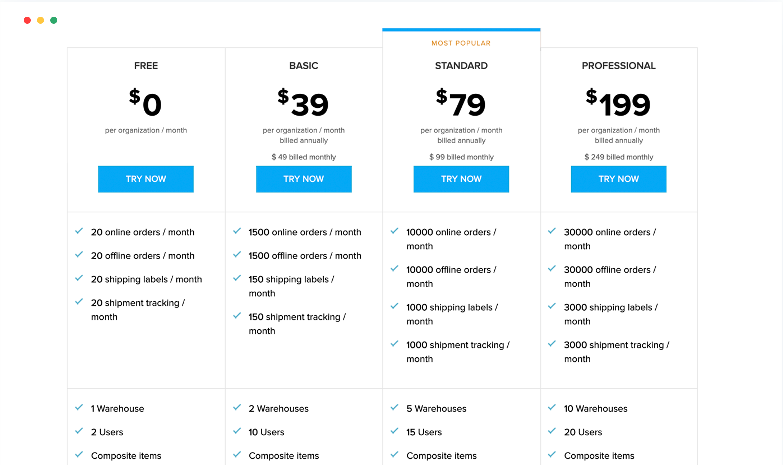 MOST POPULAR
FREE
$0
per organization / month
TRY NOW
20 online orders / month
20 offline orders / month
20 shipping labels / month
20 shipment tracking /
month
1 Warehouse
2 Users
Composite items
BASIC
$39
per organization / month
billed annually
$ 49 billed monthly
TRY NOW
1500 online orders / month
1500 offline orders / month
150 shipping labels /
month
150 shipment tracking /
month
2 Warehouses
10 Users
Composite items
STANDARD
$79
per organization / month
billed annually
$ 99 billed monthly
TRY NOW
10000 online orders /
month
10000 offline orders /
month
1000 shipping labels /
month
1000 shipment tracking /
month
5 Warehouses
15 Users
Composite items
PROFESSIONAL
$199
per organization / month
billed annually
$ 249 billed monthly
TRY NOW
30000 online orders /
month
30000 offline orders /
month
3000 shipping labels /
month
3000 shipment tracking /
month
10 Warehouses
20 Users
Composite items